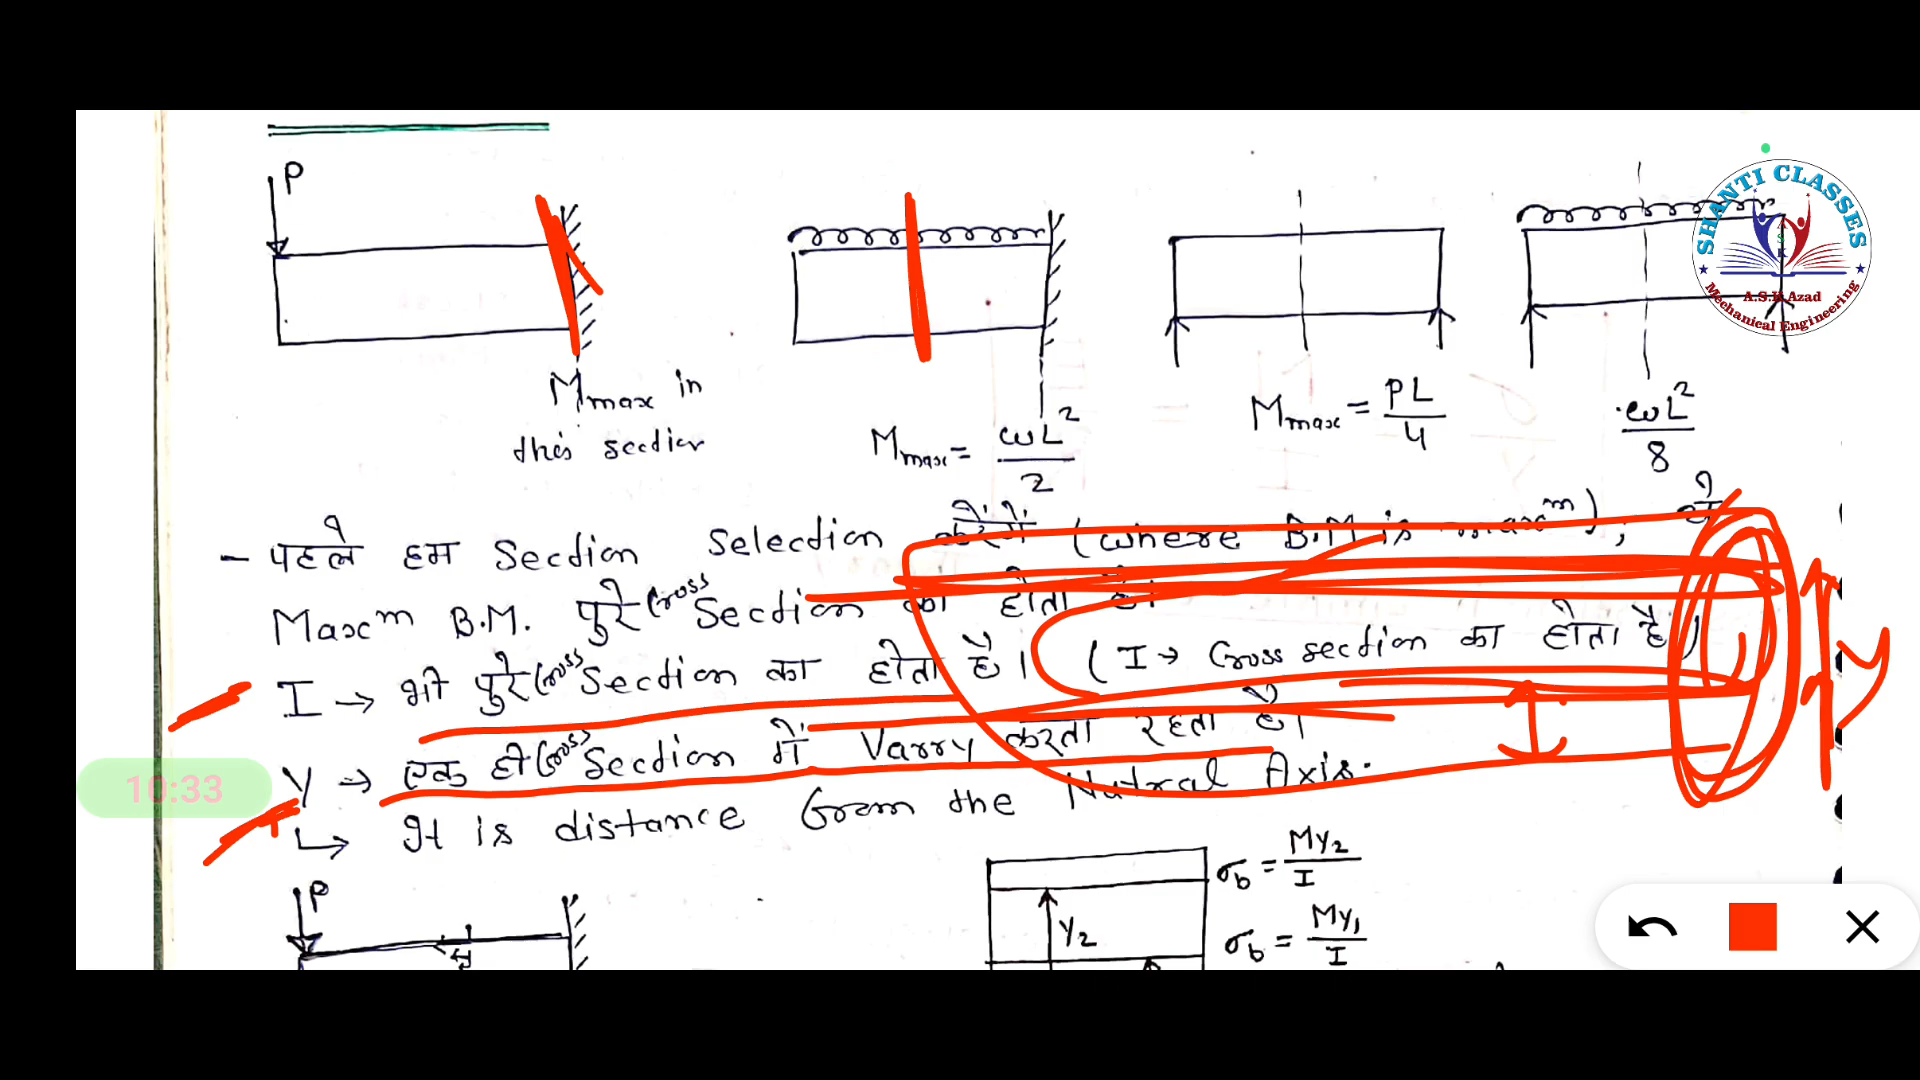 P
SHANTI CLASSES
A.S.K Azad
Mechanical Engineering
Mmax in
this section
Mmax = ωL²/2
Mmax = PL/4
ωL²/8
- पहले हम Section Selection करेंगे (where B.M is maxm), ये
Maxm B.M. पुरे Cross Section का होता है।
I → भी पुरे Cross Section का होता है। ( I → Cross section का होता है)
I
Y → एक ही Cross Section में Varry करता रहता है।
10:33
↳ It is distance from the Nutral Axis.
P
Y₂
σb = MY₂/I
σb = MY₁/I